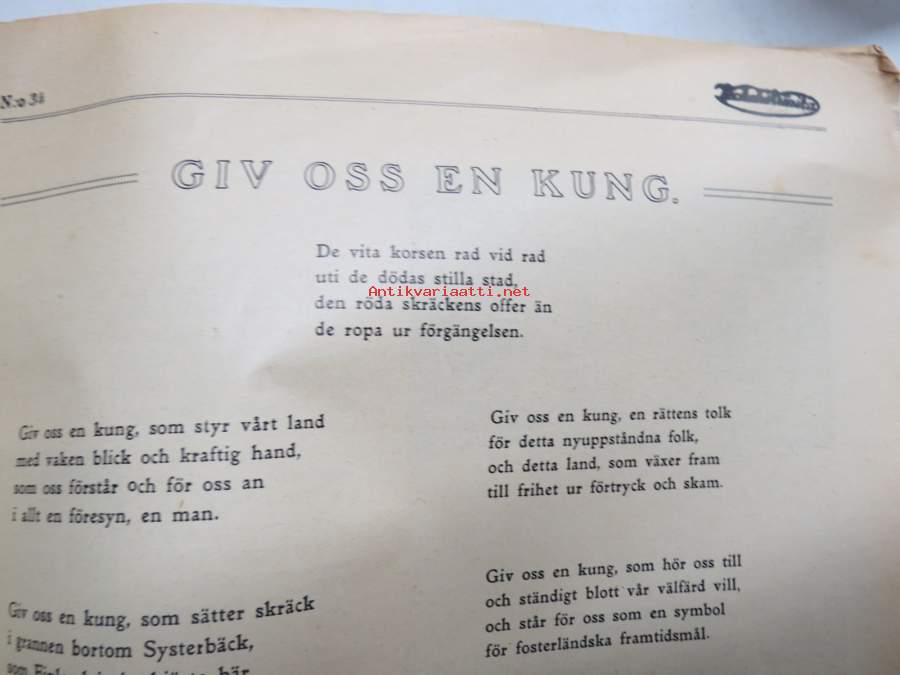 N:o 3
GIV OSS EN KUNG.
De vita korsen rad vid rad
uti de dödas stilla stad,
Antikvariaatti.net
den röda skräckens offer än
de ropa ur förgängelsen.
Giv oss en kung, som styr vårt land
med vaken blick och kraftig hand,
som oss förstår och för oss an
i allt en föresyn, en man.
Giv oss en kung, som sätter skräck
i grannen bortom Systerbäck,
som
Giv oss en kung, en rättens tolk
för detta nyuppståndna folk,
och detta land, som växer fram
till frihet ur förtryck och skam.
Giv oss en kung, som hör oss till
och ständigt blott vår välfärd vill,
och står för oss som en symbol
för fosterländska framtidsmål.